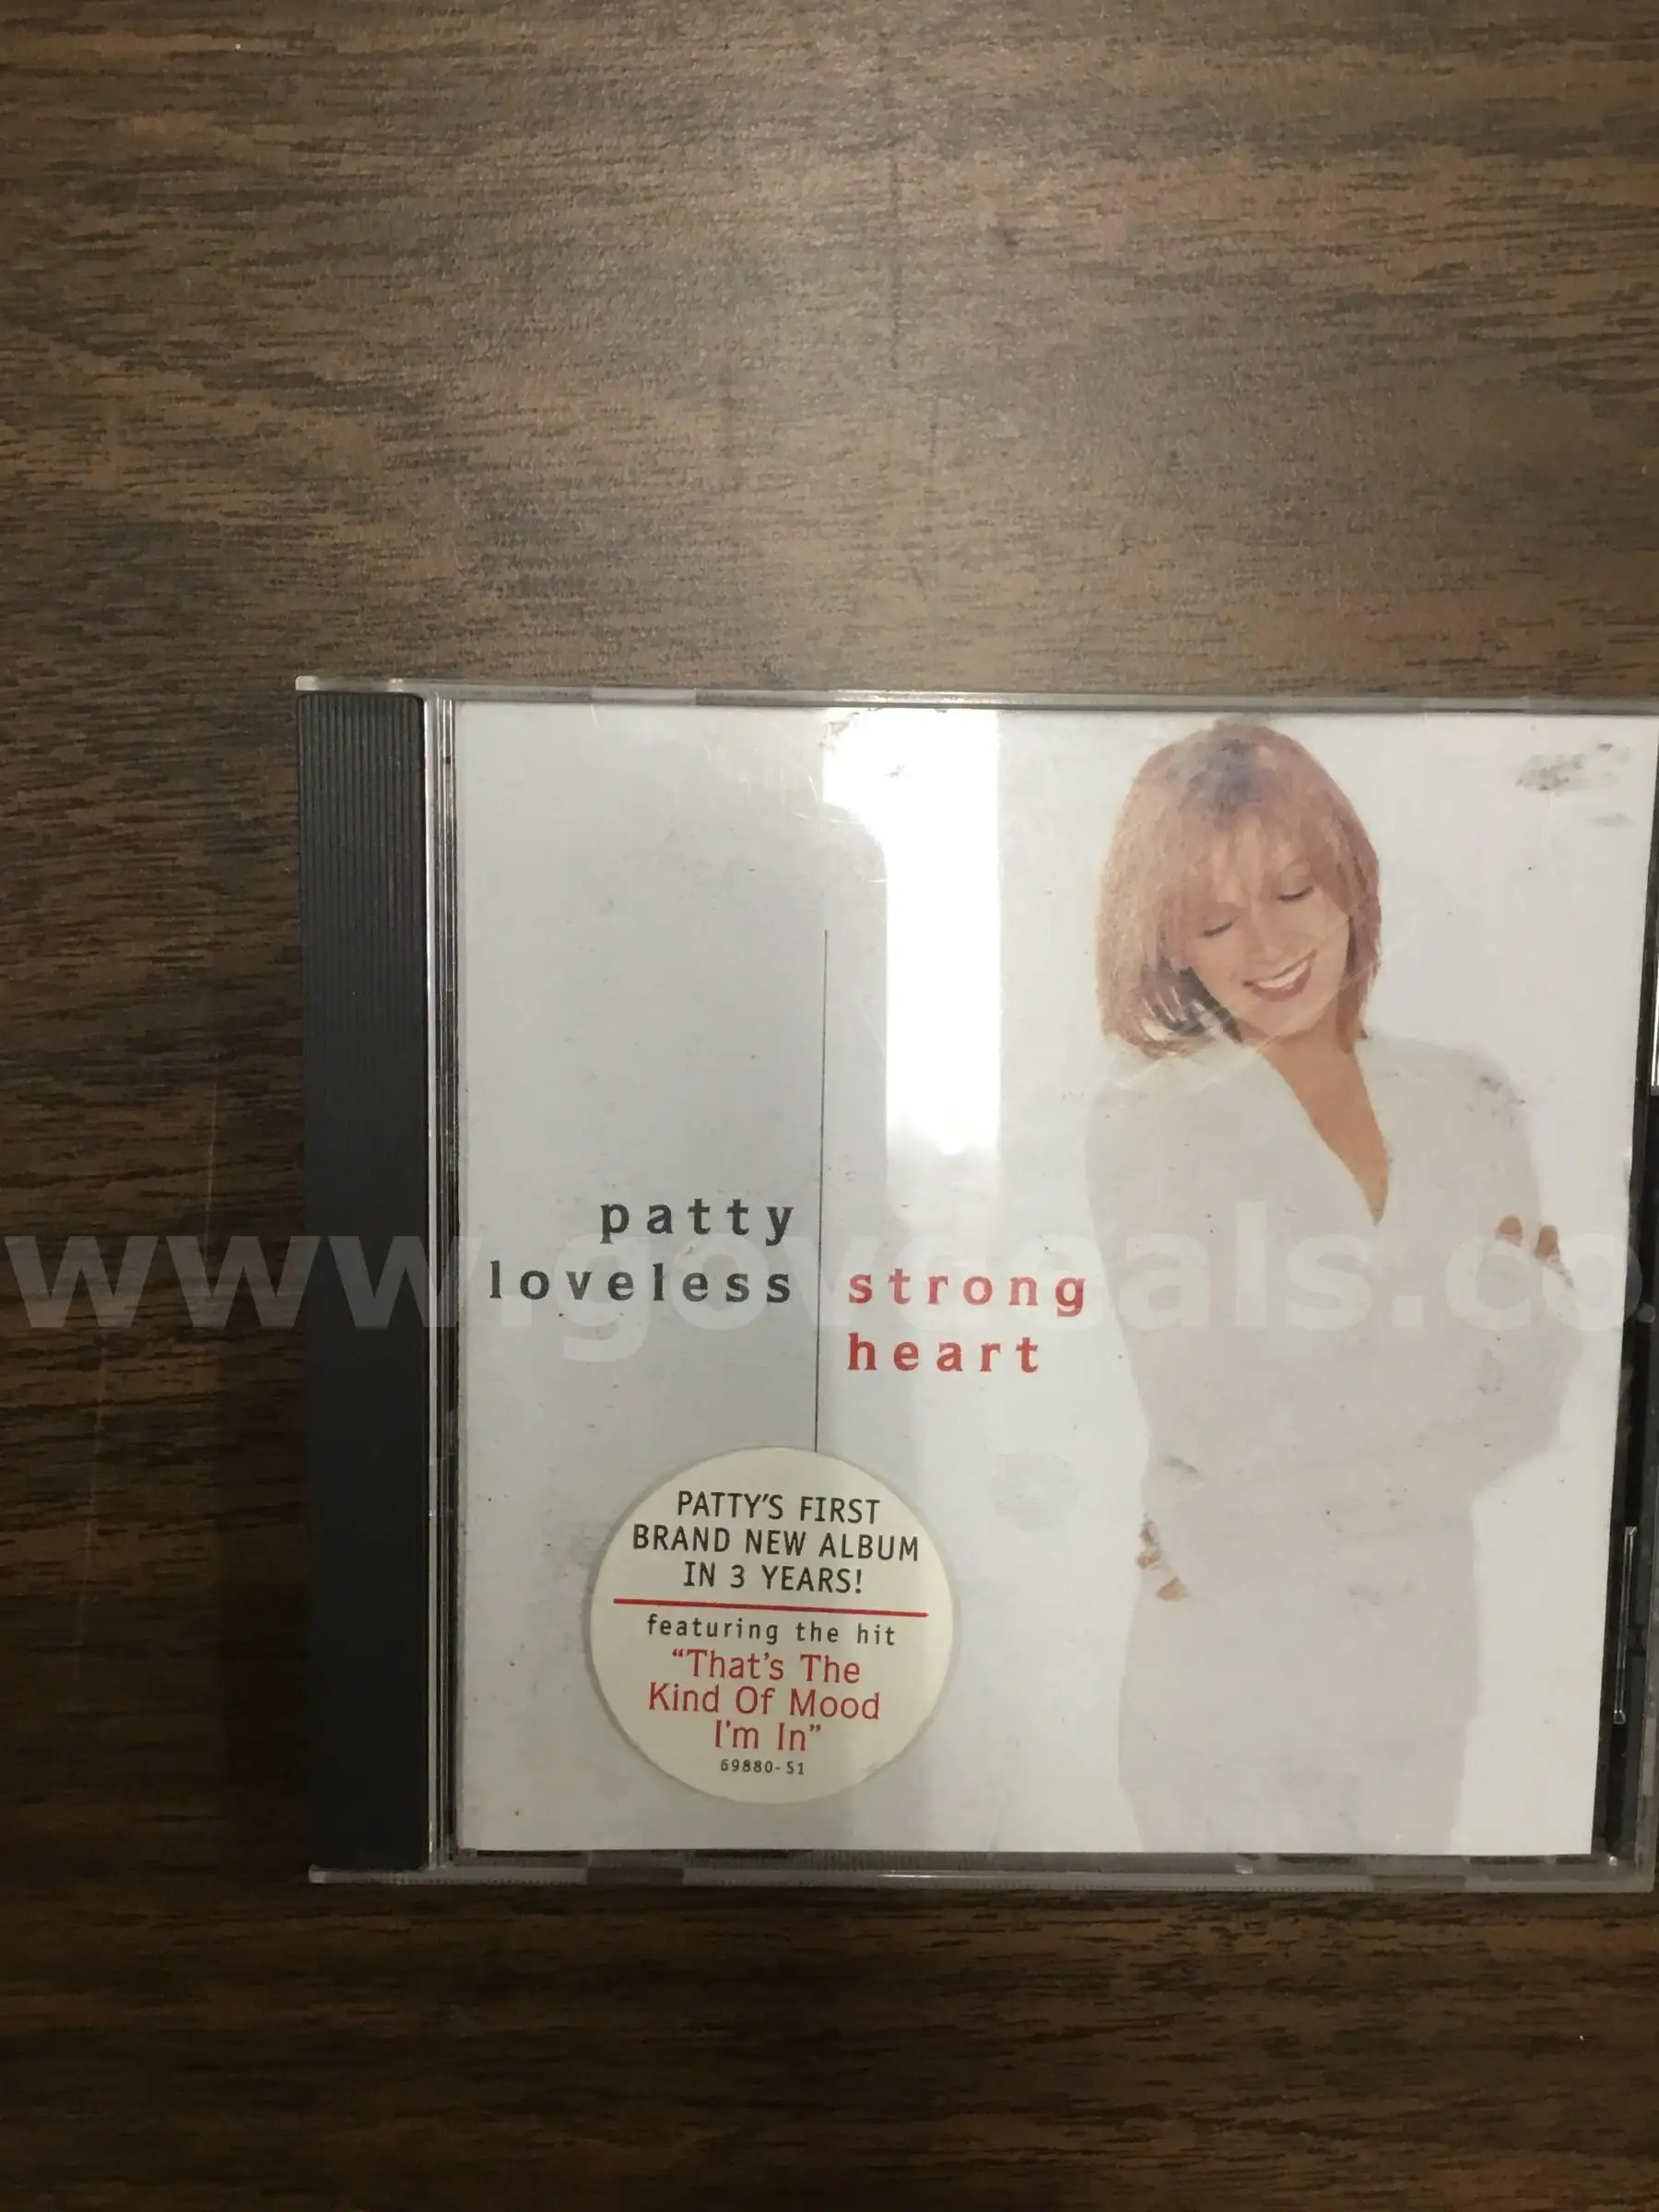 patty
loveless
strong
heart
www.govdeals.co
PATTY'S FIRST
BRAND NEW ALBUM
IN 3 YEARS!
featuring the hit
"That's The
Kind Of Mood
I'm In"
69880-S1